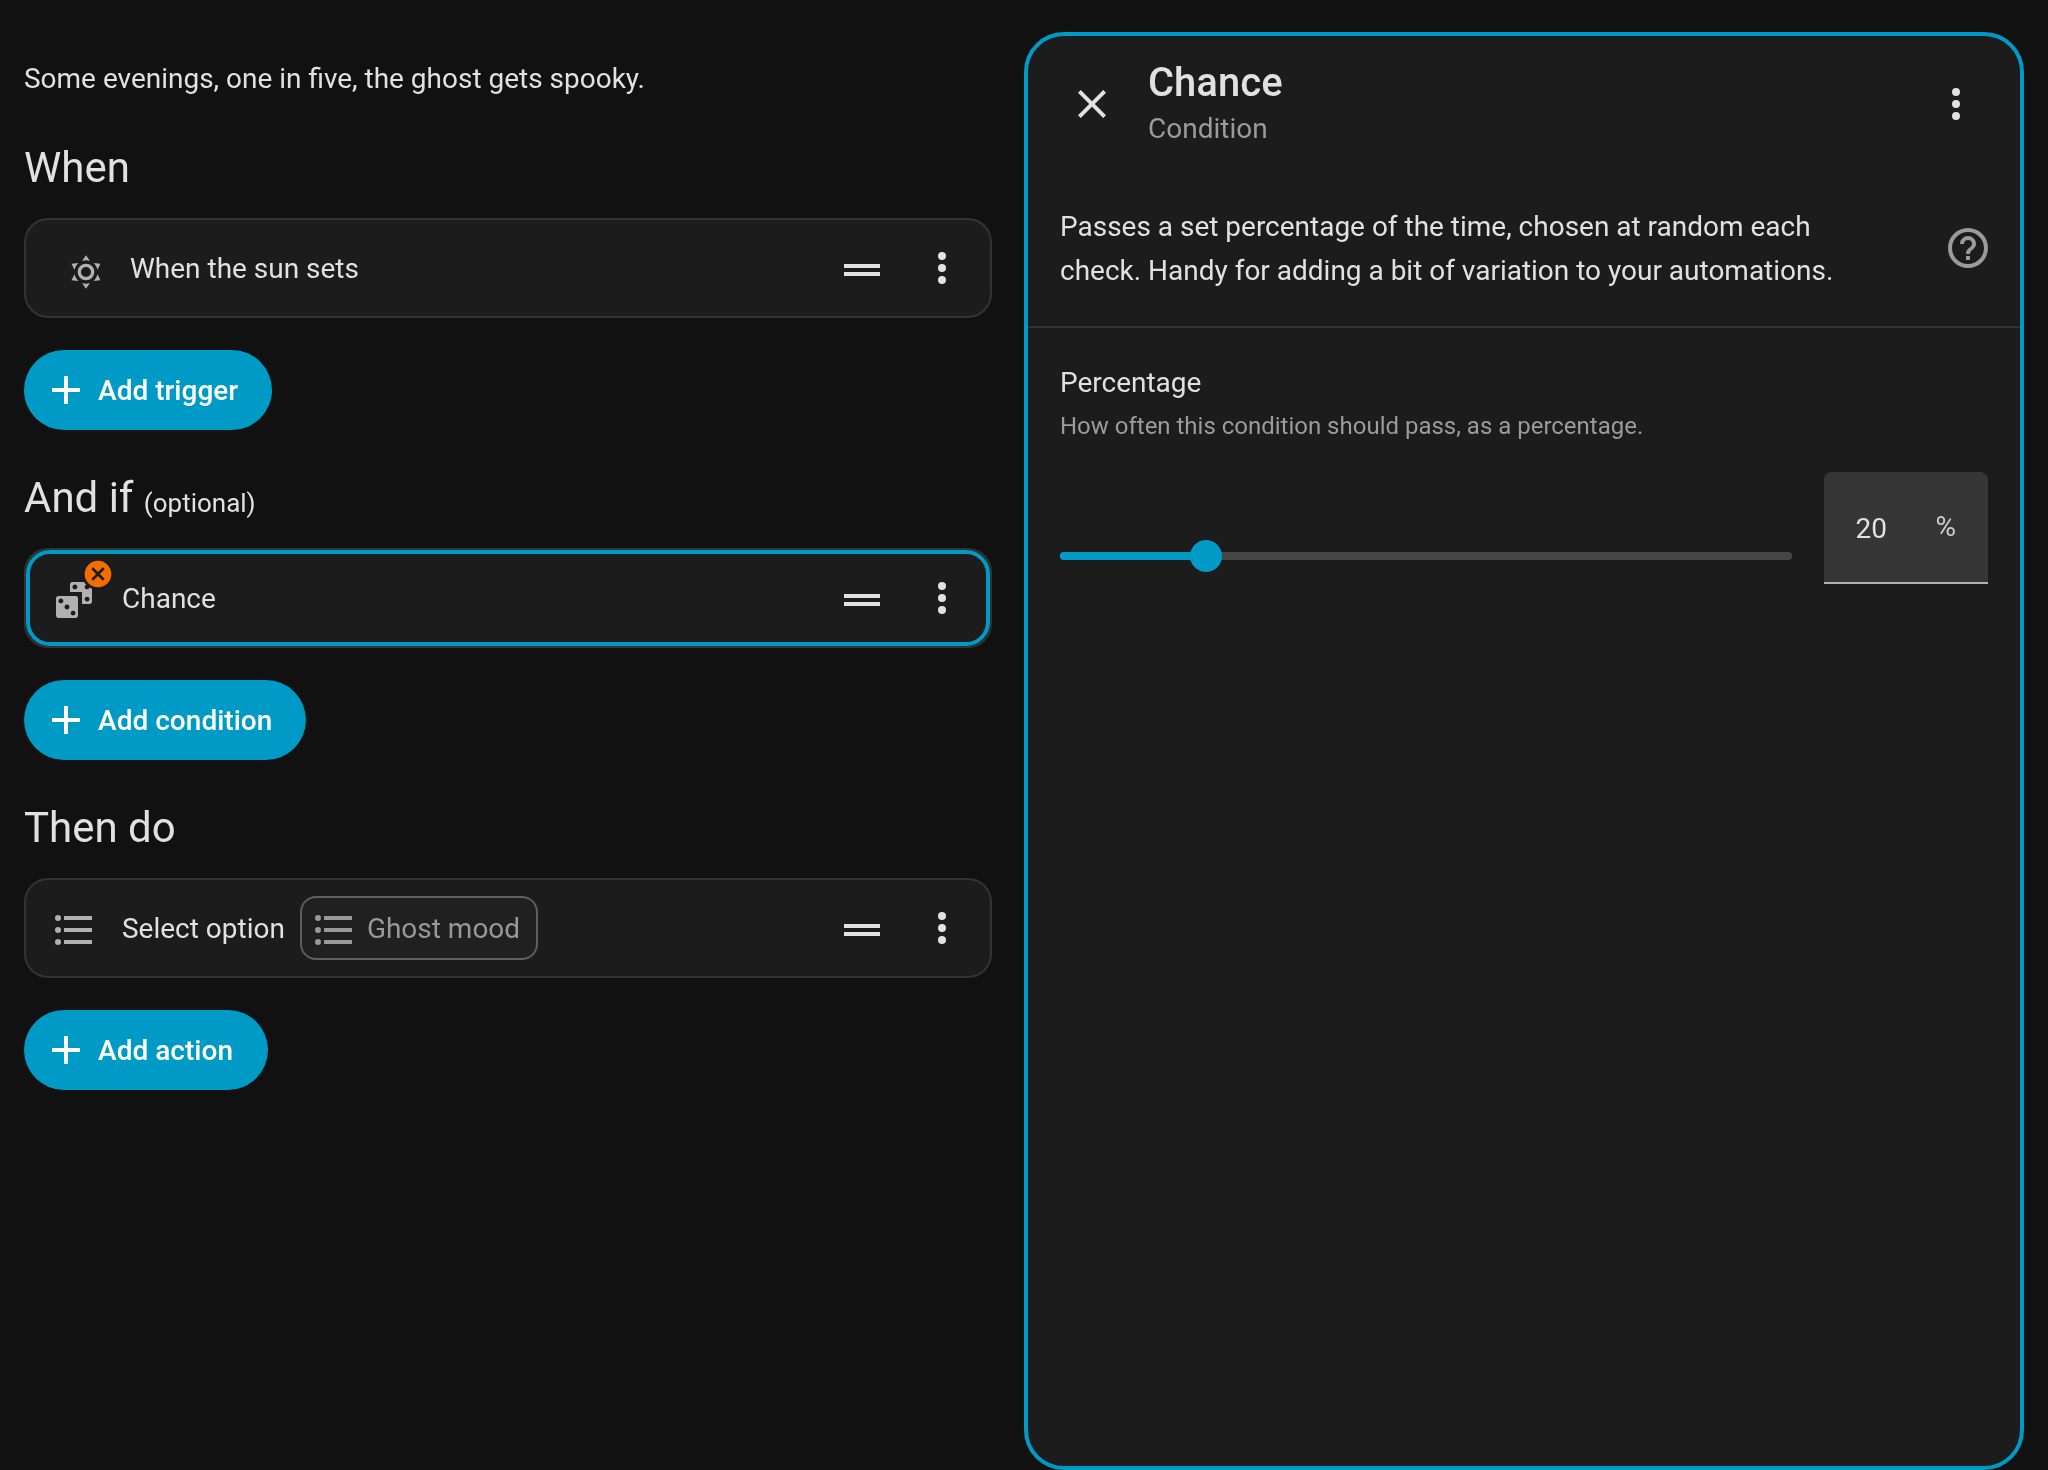 Some evenings, one in five, the ghost gets spooky.
When
When the sun sets
Add trigger
And if (optional)
Chance
Add condition
Then do
Select option Ghost mood
Add action
Chance
Condition
Passes a set percentage of the time, chosen at random each
check. Handy for adding a bit of variation to your automations.
Percentage
How often this condition should pass, as a percentage.
20 %